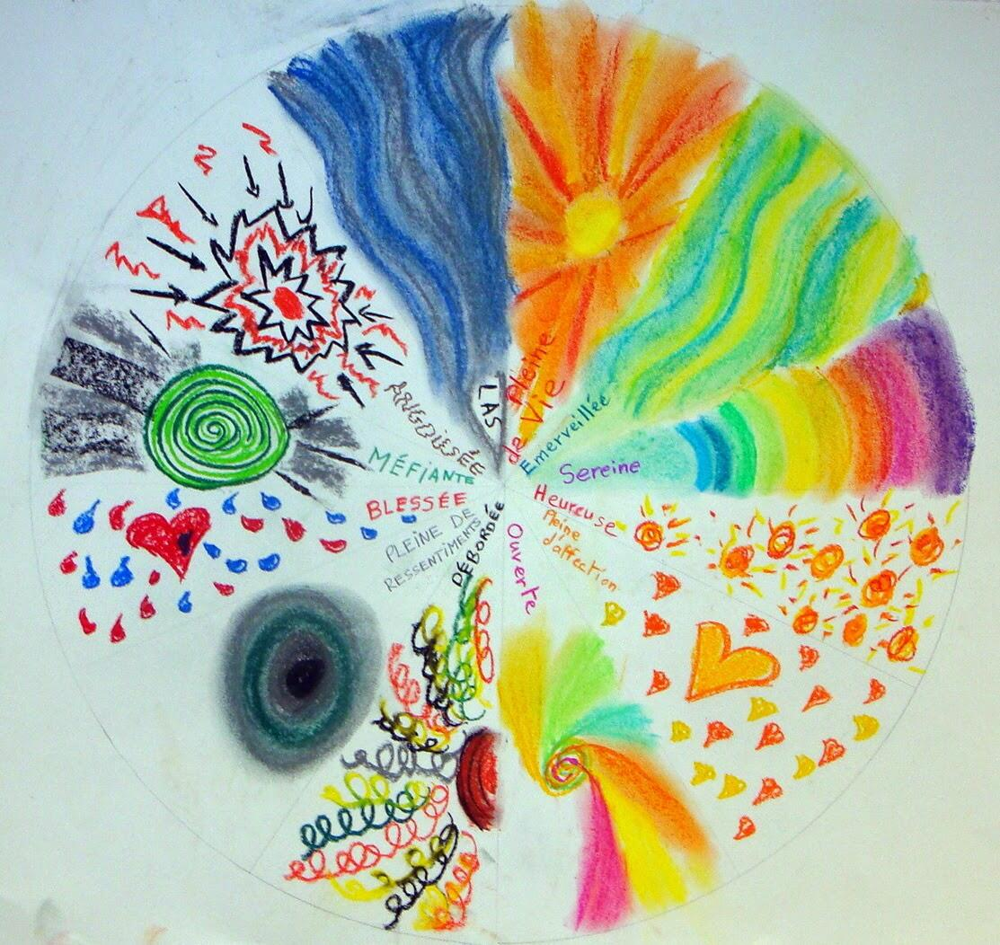 LAS
Pleine
de Vie
Emerveillée
Sereine
Heureuse
Pleine
d'affection
Ouverte
DÉBORDÉE
PLEINE DE
RESSENTIMENTS
BLESSÉE
MÉFIANTE
ANGOISSÉE